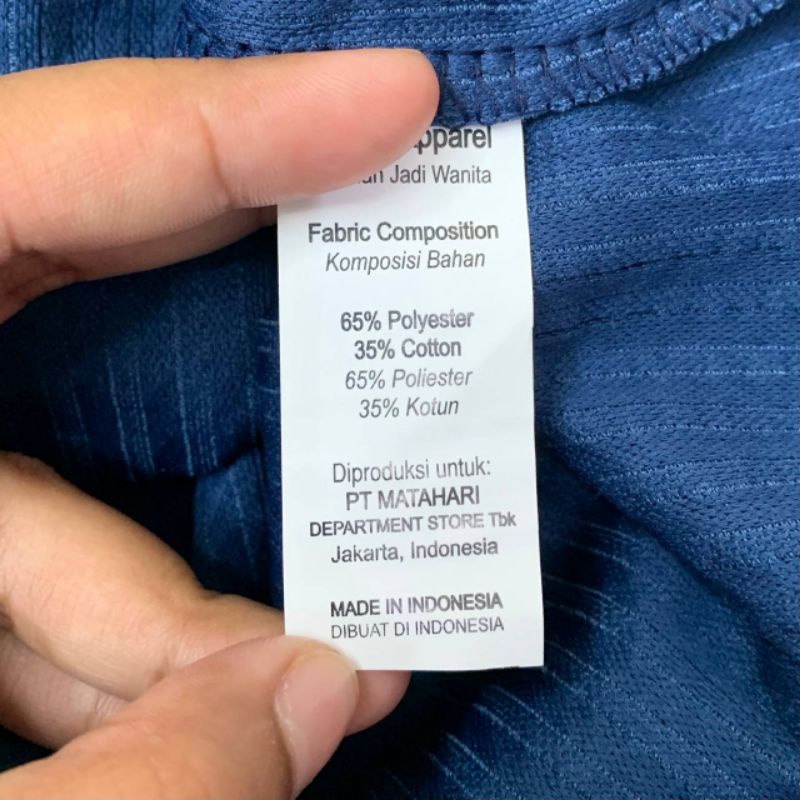 Jadi Wanita
Fabric Composition
Komposisi Bahan
65% Polyester
35% Cotton
65% Poliester
35% Kotun
Diproduksi untuk:
PT MATAHARI
DEPARTMENT STORE Tbk
Jakarta, Indonesia
MADE IN INDONESIA
DIBUAT DI INDONESIA